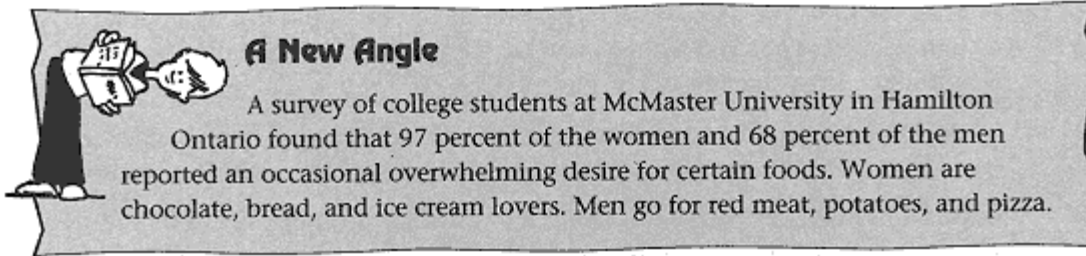 A New Angle
A survey of college students at McMaster University in Hamilton
Ontario found that 97 percent of the women and 68 percent of the men
reported an occasional overwhelming desire for certain foods. Women are
chocolate, bread, and ice cream lovers. Men go for red meat, potatoes, and pizza.